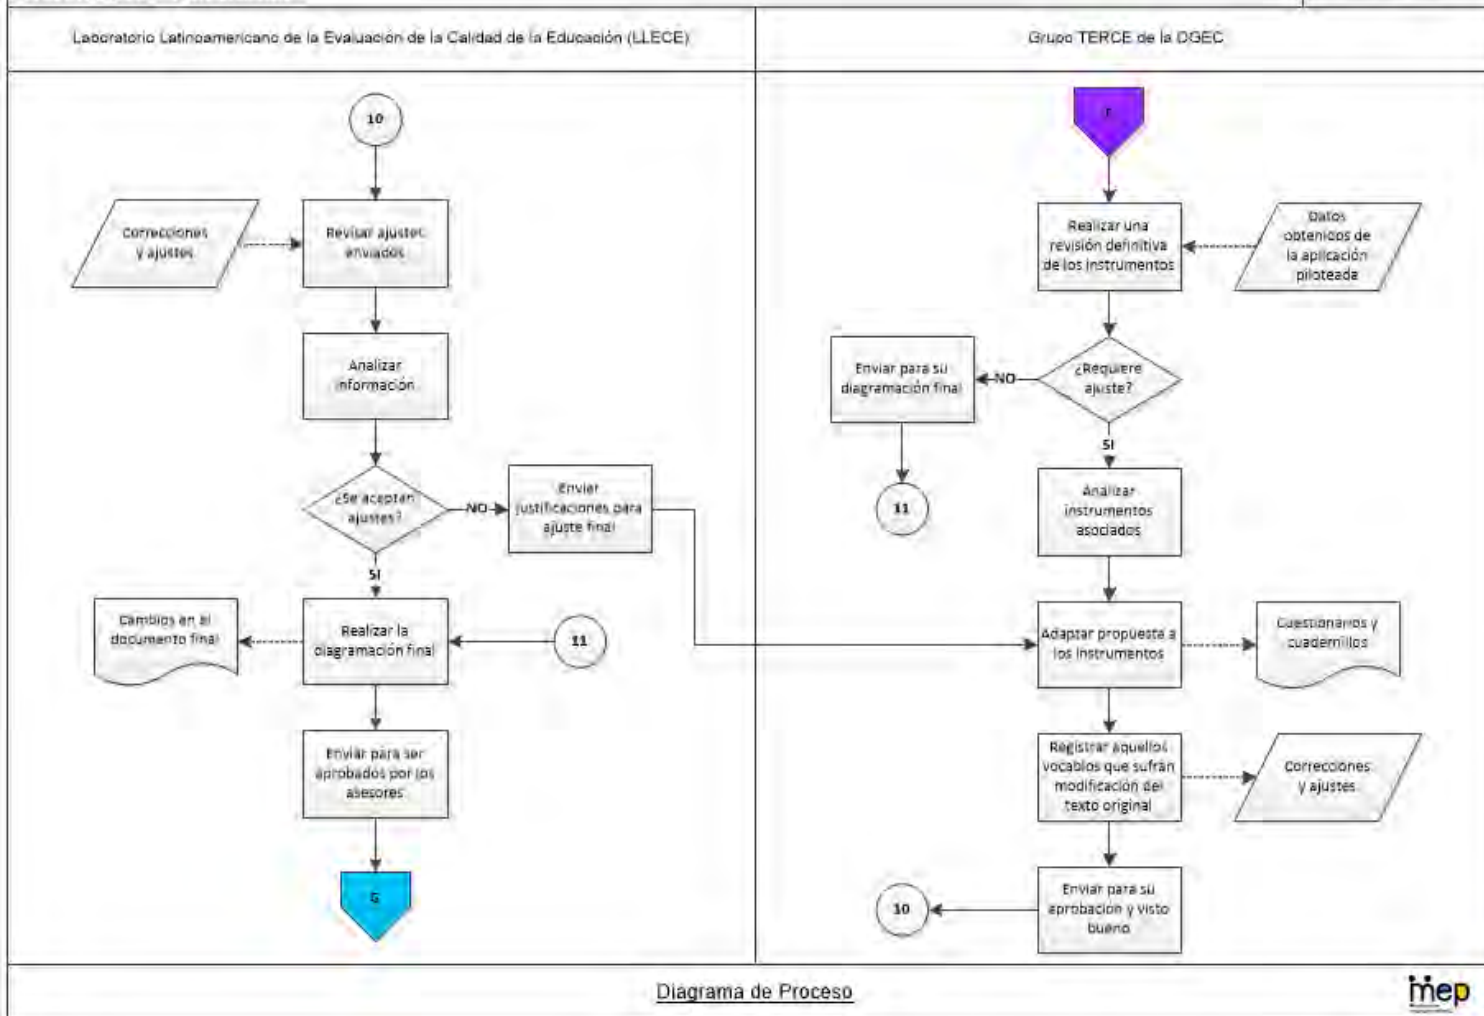 Laboratorio Latinoamericano de la Evaluación de la Calidad de la Educación (LLECE)
Grupo TERCE de la DGEC
10
Correcciones
y ajustes
Revisar ajustes
enviados
Analizar
información
¿Se aceptan
ajustes?
NO
Enviar
justificaciones para
ajuste final
SI
Cambios en el
documento final
Realizar la
diagramación final
11
Enviar para ser
aprobados por los
asesores
G
F
Realizar una
revisión definitiva
de los instrumentos
Datos
obtenidos de
la aplicación
piloteada
Enviar para su
diagramación final
NO
¿Requiere
ajuste?
SI
11
Analizar
instrumentos
asociados
Adaptar propuesta a
los instrumentos
Cuestionarios y
cuadernillos
Registrar aquellos
vocablos que sufran
modificación del
texto original
Correcciones
y ajustes
10
Enviar para su
aprobación y visto
bueno
Diagrama de Proceso
mep